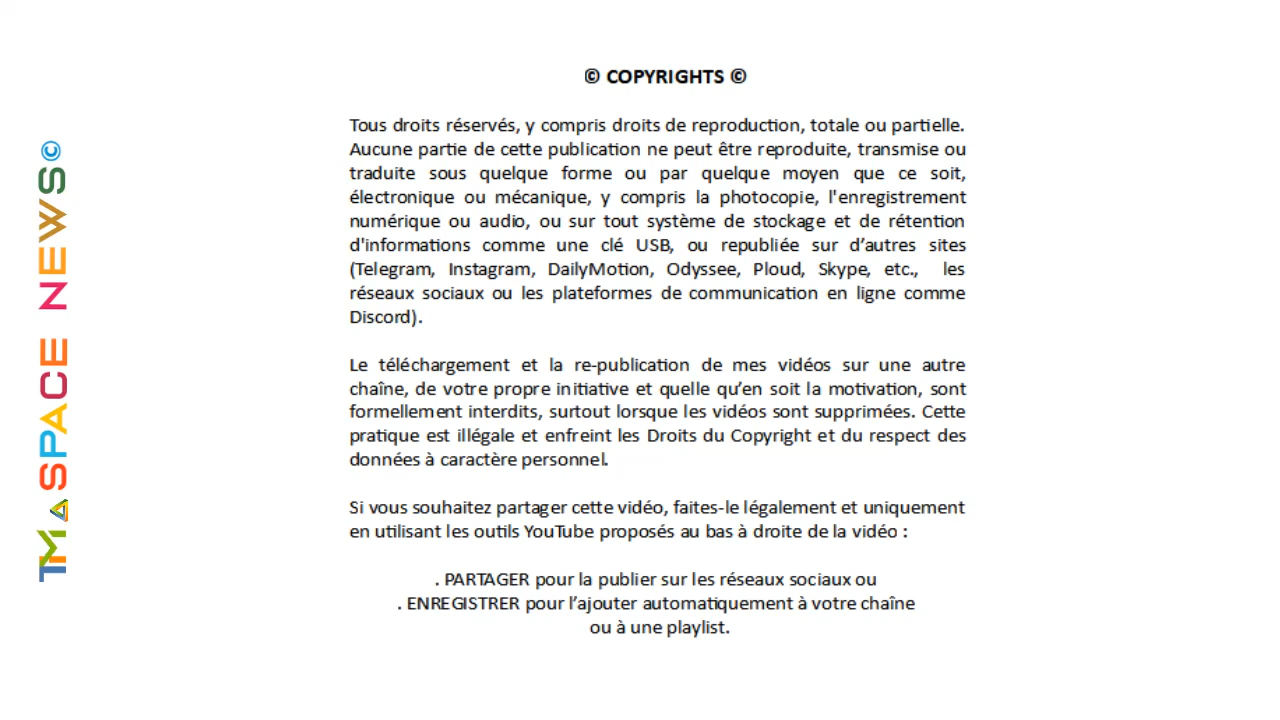 © COPYRIGHTS ©
Tous droits réservés, y compris droits de reproduction, totale ou partielle.
Aucune partie de cette publication ne peut être reproduite, transmise ou
traduite sous quelque forme ou par quelque moyen que ce soit,
électronique ou mécanique, y compris la photocopie, l'enregistrement
numérique ou audio, ou sur tout système de stockage et de rétention
d'informations comme une clé USB, ou republiée sur d’autres sites
(Telegram, Instagram, DailyMotion, Odyssee, Ploud, Skype, etc., les
réseaux sociaux ou les plateformes de communication en ligne comme
Discord).
Le téléchargement et la re-publication de mes vidéos sur une autre
chaîne, de votre propre initiative et quelle qu’en soit la motivation, sont
formellement interdits, surtout lorsque les vidéos sont supprimées. Cette
pratique est illégale et enfreint les Droits du Copyright et du respect des
données à caractère personnel.
Si vous souhaitez partager cette vidéo, faites-le légalement et uniquement
en utilisant les outils YouTube proposés au bas à droite de la vidéo :
. PARTAGER pour la publier sur les réseaux sociaux ou
. ENREGISTRER pour l’ajouter automatiquement à votre chaîne
ou à une playlist.
TMA SPACE NEWS©